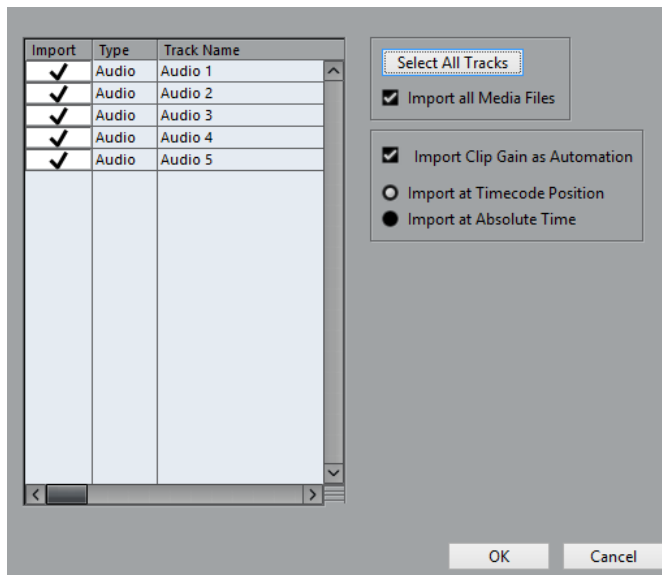 Import Type Track Name
Audio Audio 1
Audio Audio 2
Audio Audio 3
Audio Audio 4
Audio Audio 5
Select All Tracks
Import all Media Files
Import Clip Gain as Automation
Import at Timecode Position
Import at Absolute Time
OK Cancel